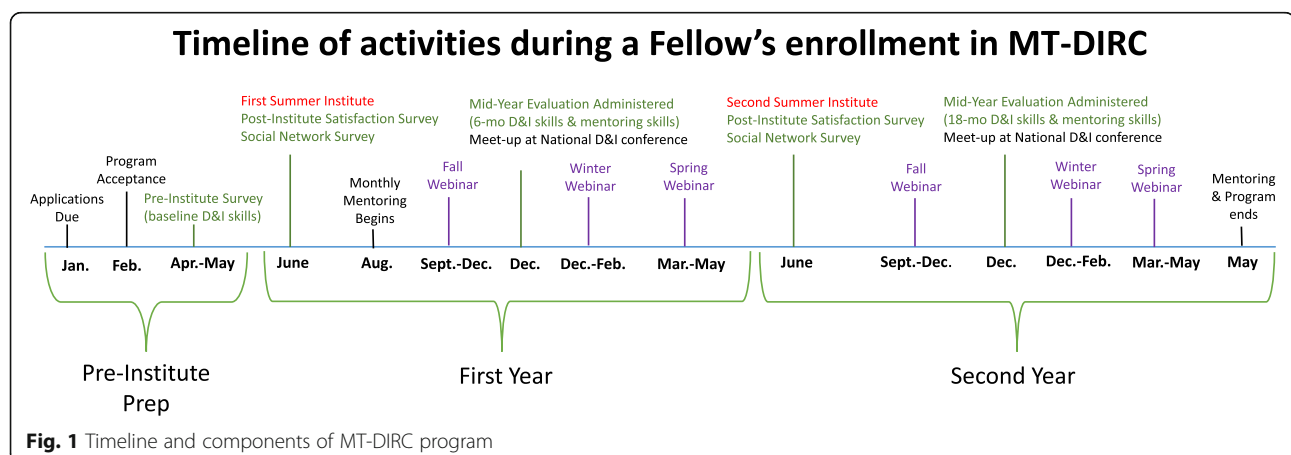 Timeline of activities during a Fellow's enrollment in MT-DIRC
Applications
Due
Program
Acceptance
Pre-Institute Survey
(baseline D&I skills)
First Summer Institute
Post-Institute Satisfaction Survey
Social Network Survey
Monthly
Mentoring
Begins
Fall
Webinar
Mid-Year Evaluation Administered
(6-mo D&I skills & mentoring skills)
Meet-up at National D&I conference
Winter
Webinar
Spring
Webinar
Second Summer Institute
Post-Institute Satisfaction Survey
Social Network Survey
Fall
Webinar
Mid-Year Evaluation Administered
(18-mo D&I skills & mentoring skills)
Meet-up at National D&I conference
Winter
Webinar
Spring
Webinar
Mentoring
& Program
ends
Jan. Feb. Apr.-May June Aug. Sept.-Dec. Dec. Dec.-Feb. Mar.-May June Sept.-Dec. Dec. Dec.-Feb. Mar.-May May
Pre-Institute
Prep
First Year
Second Year
Fig. 1 Timeline and components of MT-DIRC program